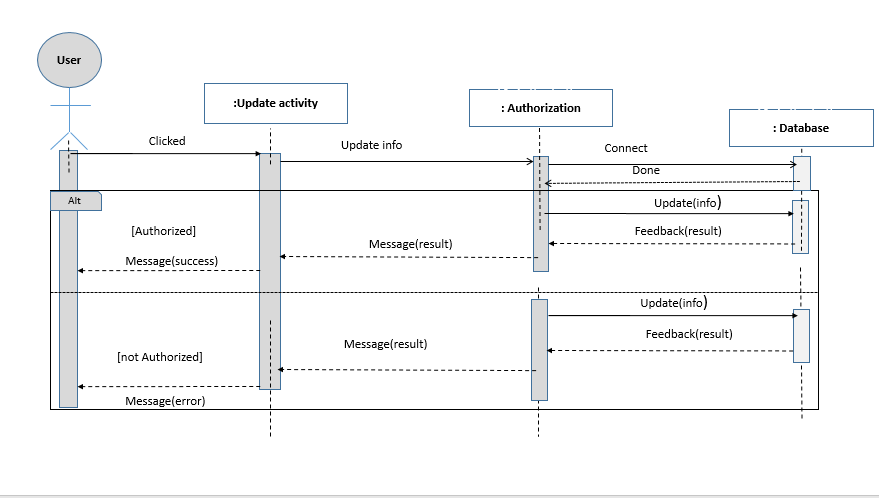 User
:Update activity
: Authorization
: Database
Clicked
Update info
Connect
Done
Alt
Update(info)
[Authorized]
Feedback(result)
Message(result)
Message(success)
Update(info)
Feedback(result)
Message(result)
[not Authorized]
Message(error)